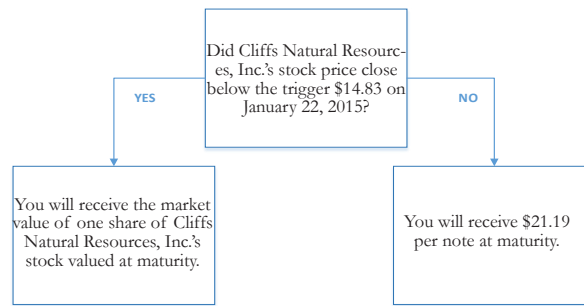 Did Cliffs Natural Resourc-
es, Inc.'s stock price close
below the trigger $14.83 on
January 22, 2015?
YES
NO
You will receive the market
value of one share of Cliffs
Natural Resources, Inc.'s
stock valued at maturity.
You will receive $21.19
per note at maturity.